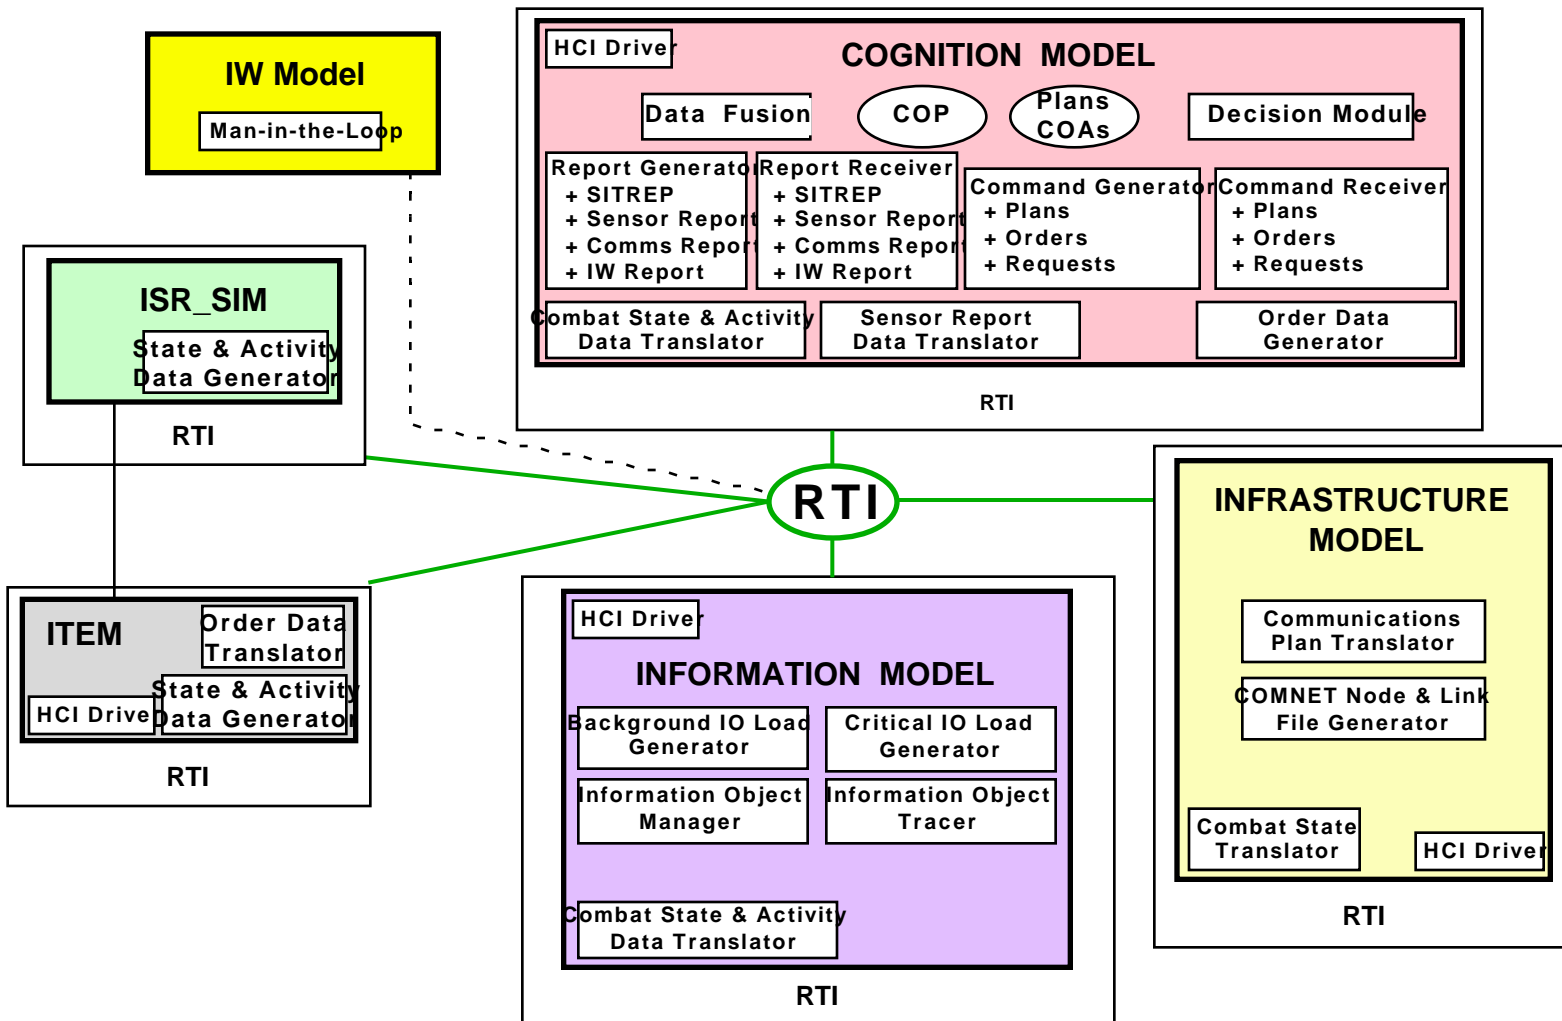 IW Model
Man-in-the-Loop
HCI Driver
COGNITION MODEL
Data Fusion
COP
Plans
COAs
Decision Module
Report Generator
+ SITREP
+ Sensor Report
+ Comms Report
+ IW Report
Report Receiver
+ SITREP
+ Sensor Report
+ Comms Report
+ IW Report
Command Generator
+ Plans
+ Orders
+ Requests
Command Receiver
+ Plans
+ Orders
+ Requests
Combat State & Activity
Data Translator
Sensor Report
Data Translator
Order Data
Generator
RTI
ISR_SIM
State & Activity
Data Generator
RTI
RTI
INFRASTRUCTURE
MODEL
Communications
Plan Translator
COMNET Node & Link
File Generator
Combat State
Translator
HCI Driver
RTI
ITEM
Order Data
Translator
State & Activity
Data Generator
HCI Driver
RTI
HCI Driver
INFORMATION MODEL
Background IO Load
Generator
Critical IO Load
Generator
Information Object
Manager
Information Object
Tracer
Combat State & Activity
Data Translator
RTI